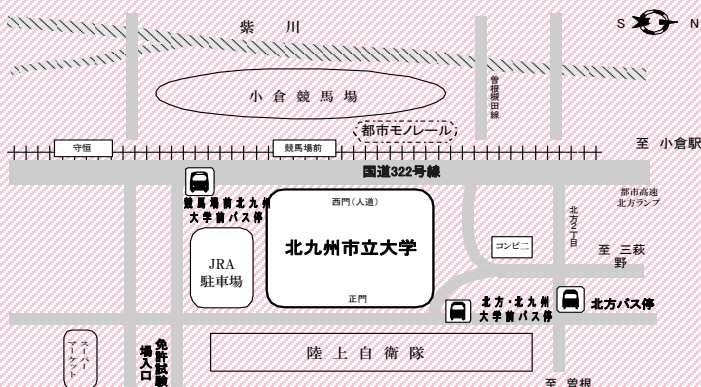 紫川
S N
小倉競馬場
曽根槻田線
都市モノレール
至 小倉駅
守恒
競馬場前
国道322号線
競馬場前北九州
大学前バス停
西門(人道)
都市高速
北方ランプ
北方2丁目
北九州市立大学
コンビニ
至 三萩
野
JRA
駐車場
正門
北方・北九州
大学前バス停
北方バス停
スーパー
マーケット
免許試験
場入口
陸上自衛隊
至 曽根